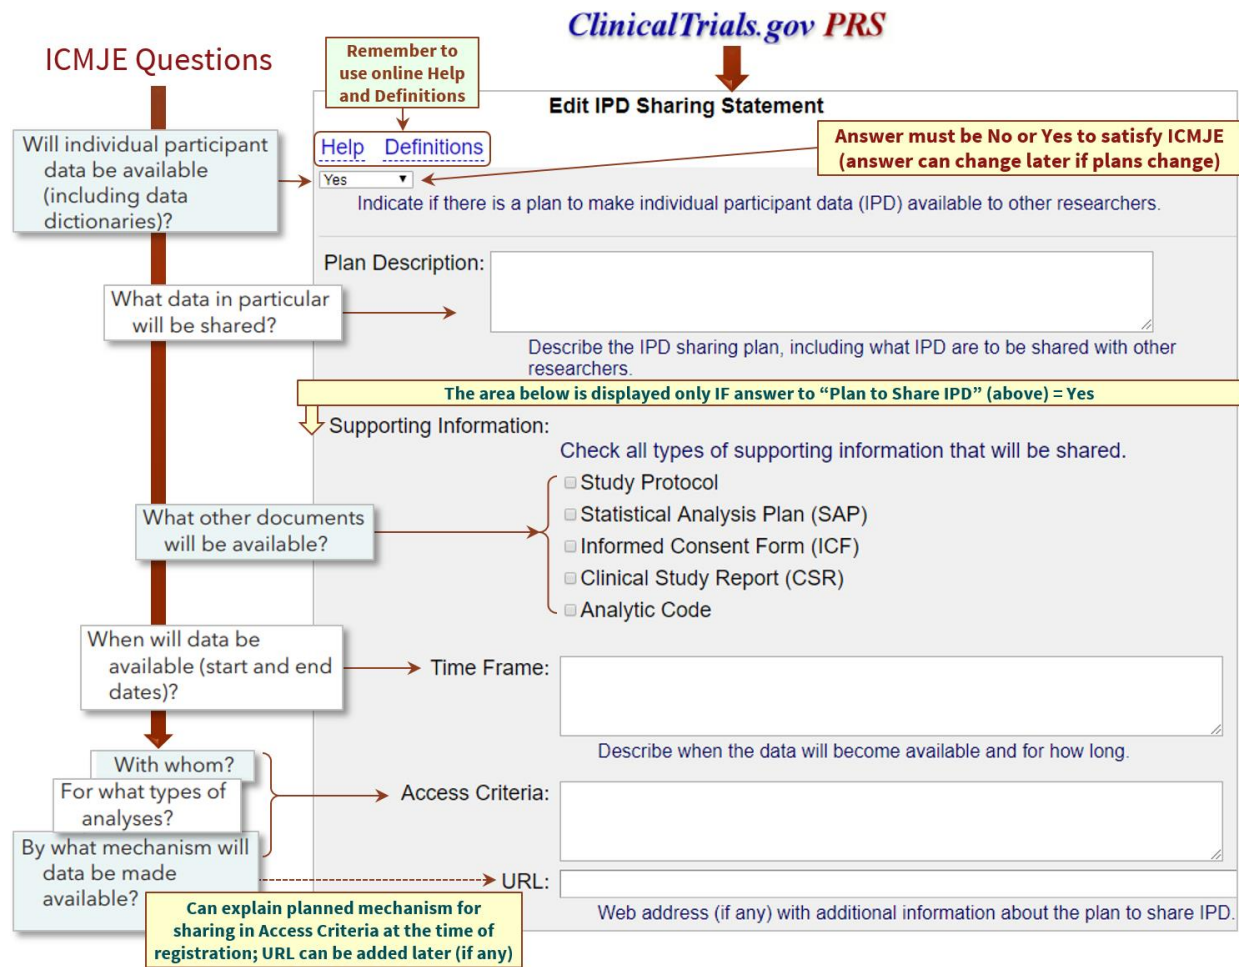 ClinicalTrials.gov PRS
ICMJE Questions
Remember to
use online Help
and Definitions
Edit IPD Sharing Statement
Help Definitions
Answer must be No or Yes to satisfy ICMJE
(answer can change later if plans change)
Will individual participant
data be available
(including data
dictionaries)?
Yes
Indicate if there is a plan to make individual participant data (IPD) available to other researchers.
Plan Description:
What data in particular
will be shared?
Describe the IPD sharing plan, including what IPD are to be shared with other
researchers.
The area below is displayed only IF answer to “Plan to Share IPD” (above) = Yes
Supporting Information:
Check all types of supporting information that will be shared.
Study Protocol
Statistical Analysis Plan (SAP)
Informed Consent Form (ICF)
Clinical Study Report (CSR)
Analytic Code
What other documents
will be available?
When will data be
available (start and end
dates)?
Time Frame:
Describe when the data will become available and for how long.
With whom?
For what types of
analyses?
By what mechanism will
data be made
available?
Access Criteria:
URL:
Web address (if any) with additional information about the plan to share IPD.
Can explain planned mechanism for
sharing in Access Criteria at the time of
registration; URL can be added later (if any)